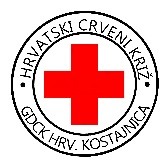 • HRVATSKI CRVENI KRIŽ •
GDCK HRV. KOSTAJNICA